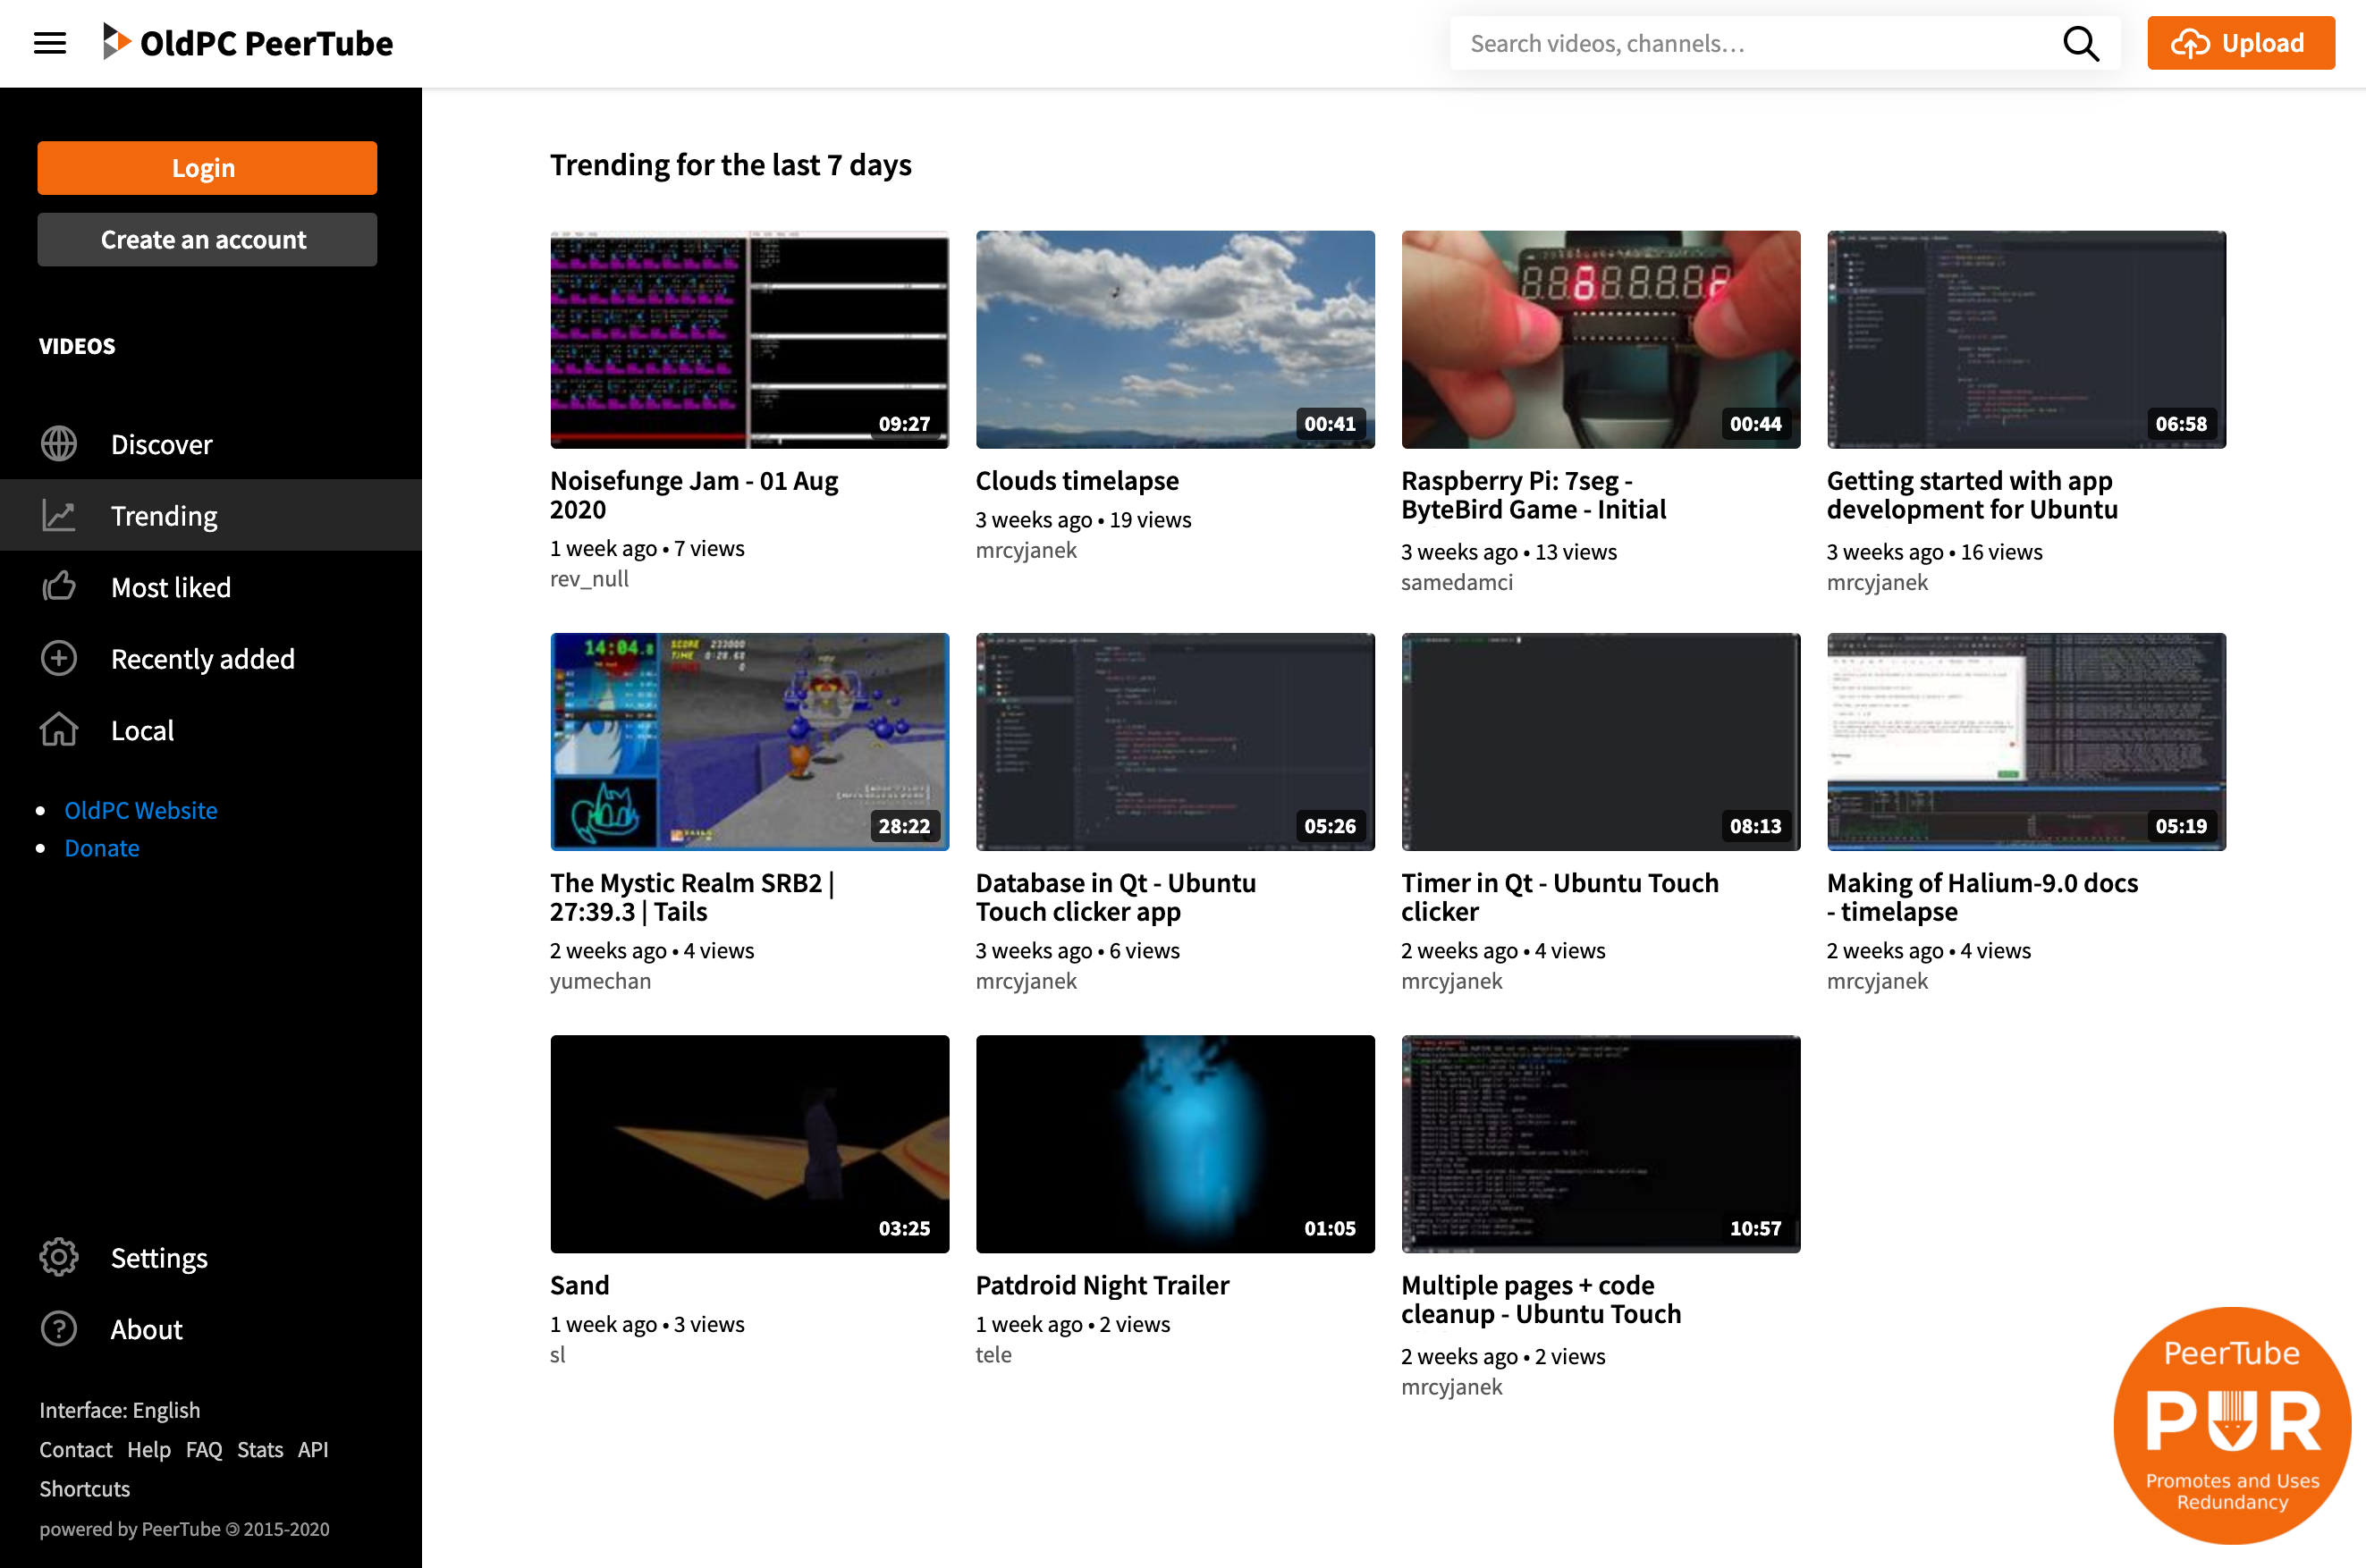 OldPC PeerTube
Search videos, channels...
Upload
Login
Create an account
VIDEOS
Discover
Trending
Most liked
Recently added
Local
OldPC Website
Donate
Settings
About
Interface: English
Contact Help FAQ Stats API
Shortcuts
powered by PeerTube 🄯 2015-2020
Trending for the last 7 days
09:27
Noisefunge Jam - 01 Aug
2020
1 week ago • 7 views
rev_null
00:41
Clouds timelapse
3 weeks ago • 19 views
mrcyjanek
00:44
Raspberry Pi: 7seg -
ByteBird Game - Initial
3 weeks ago • 13 views
samedamci
06:58
Getting started with app
development for Ubuntu
3 weeks ago • 16 views
mrcyjanek
14:04.8
SCORE 233000
TIME 0:28.68
28:22
The Mystic Realm SRB2 |
27:39.3 | Tails
2 weeks ago • 4 views
yumechan
05:26
Database in Qt - Ubuntu
Touch clicker app
3 weeks ago • 6 views
mrcyjanek
08:13
Timer in Qt - Ubuntu Touch
clicker
2 weeks ago • 4 views
mrcyjanek
05:19
Making of Halium-9.0 docs
- timelapse
2 weeks ago • 4 views
mrcyjanek
03:25
Sand
1 week ago • 3 views
sl
01:05
Patdroid Night Trailer
1 week ago • 2 views
tele
10:57
Multiple pages + code
cleanup - Ubuntu Touch
2 weeks ago • 2 views
mrcyjanek
PeerTube
PUR
Promotes and Uses
Redundancy